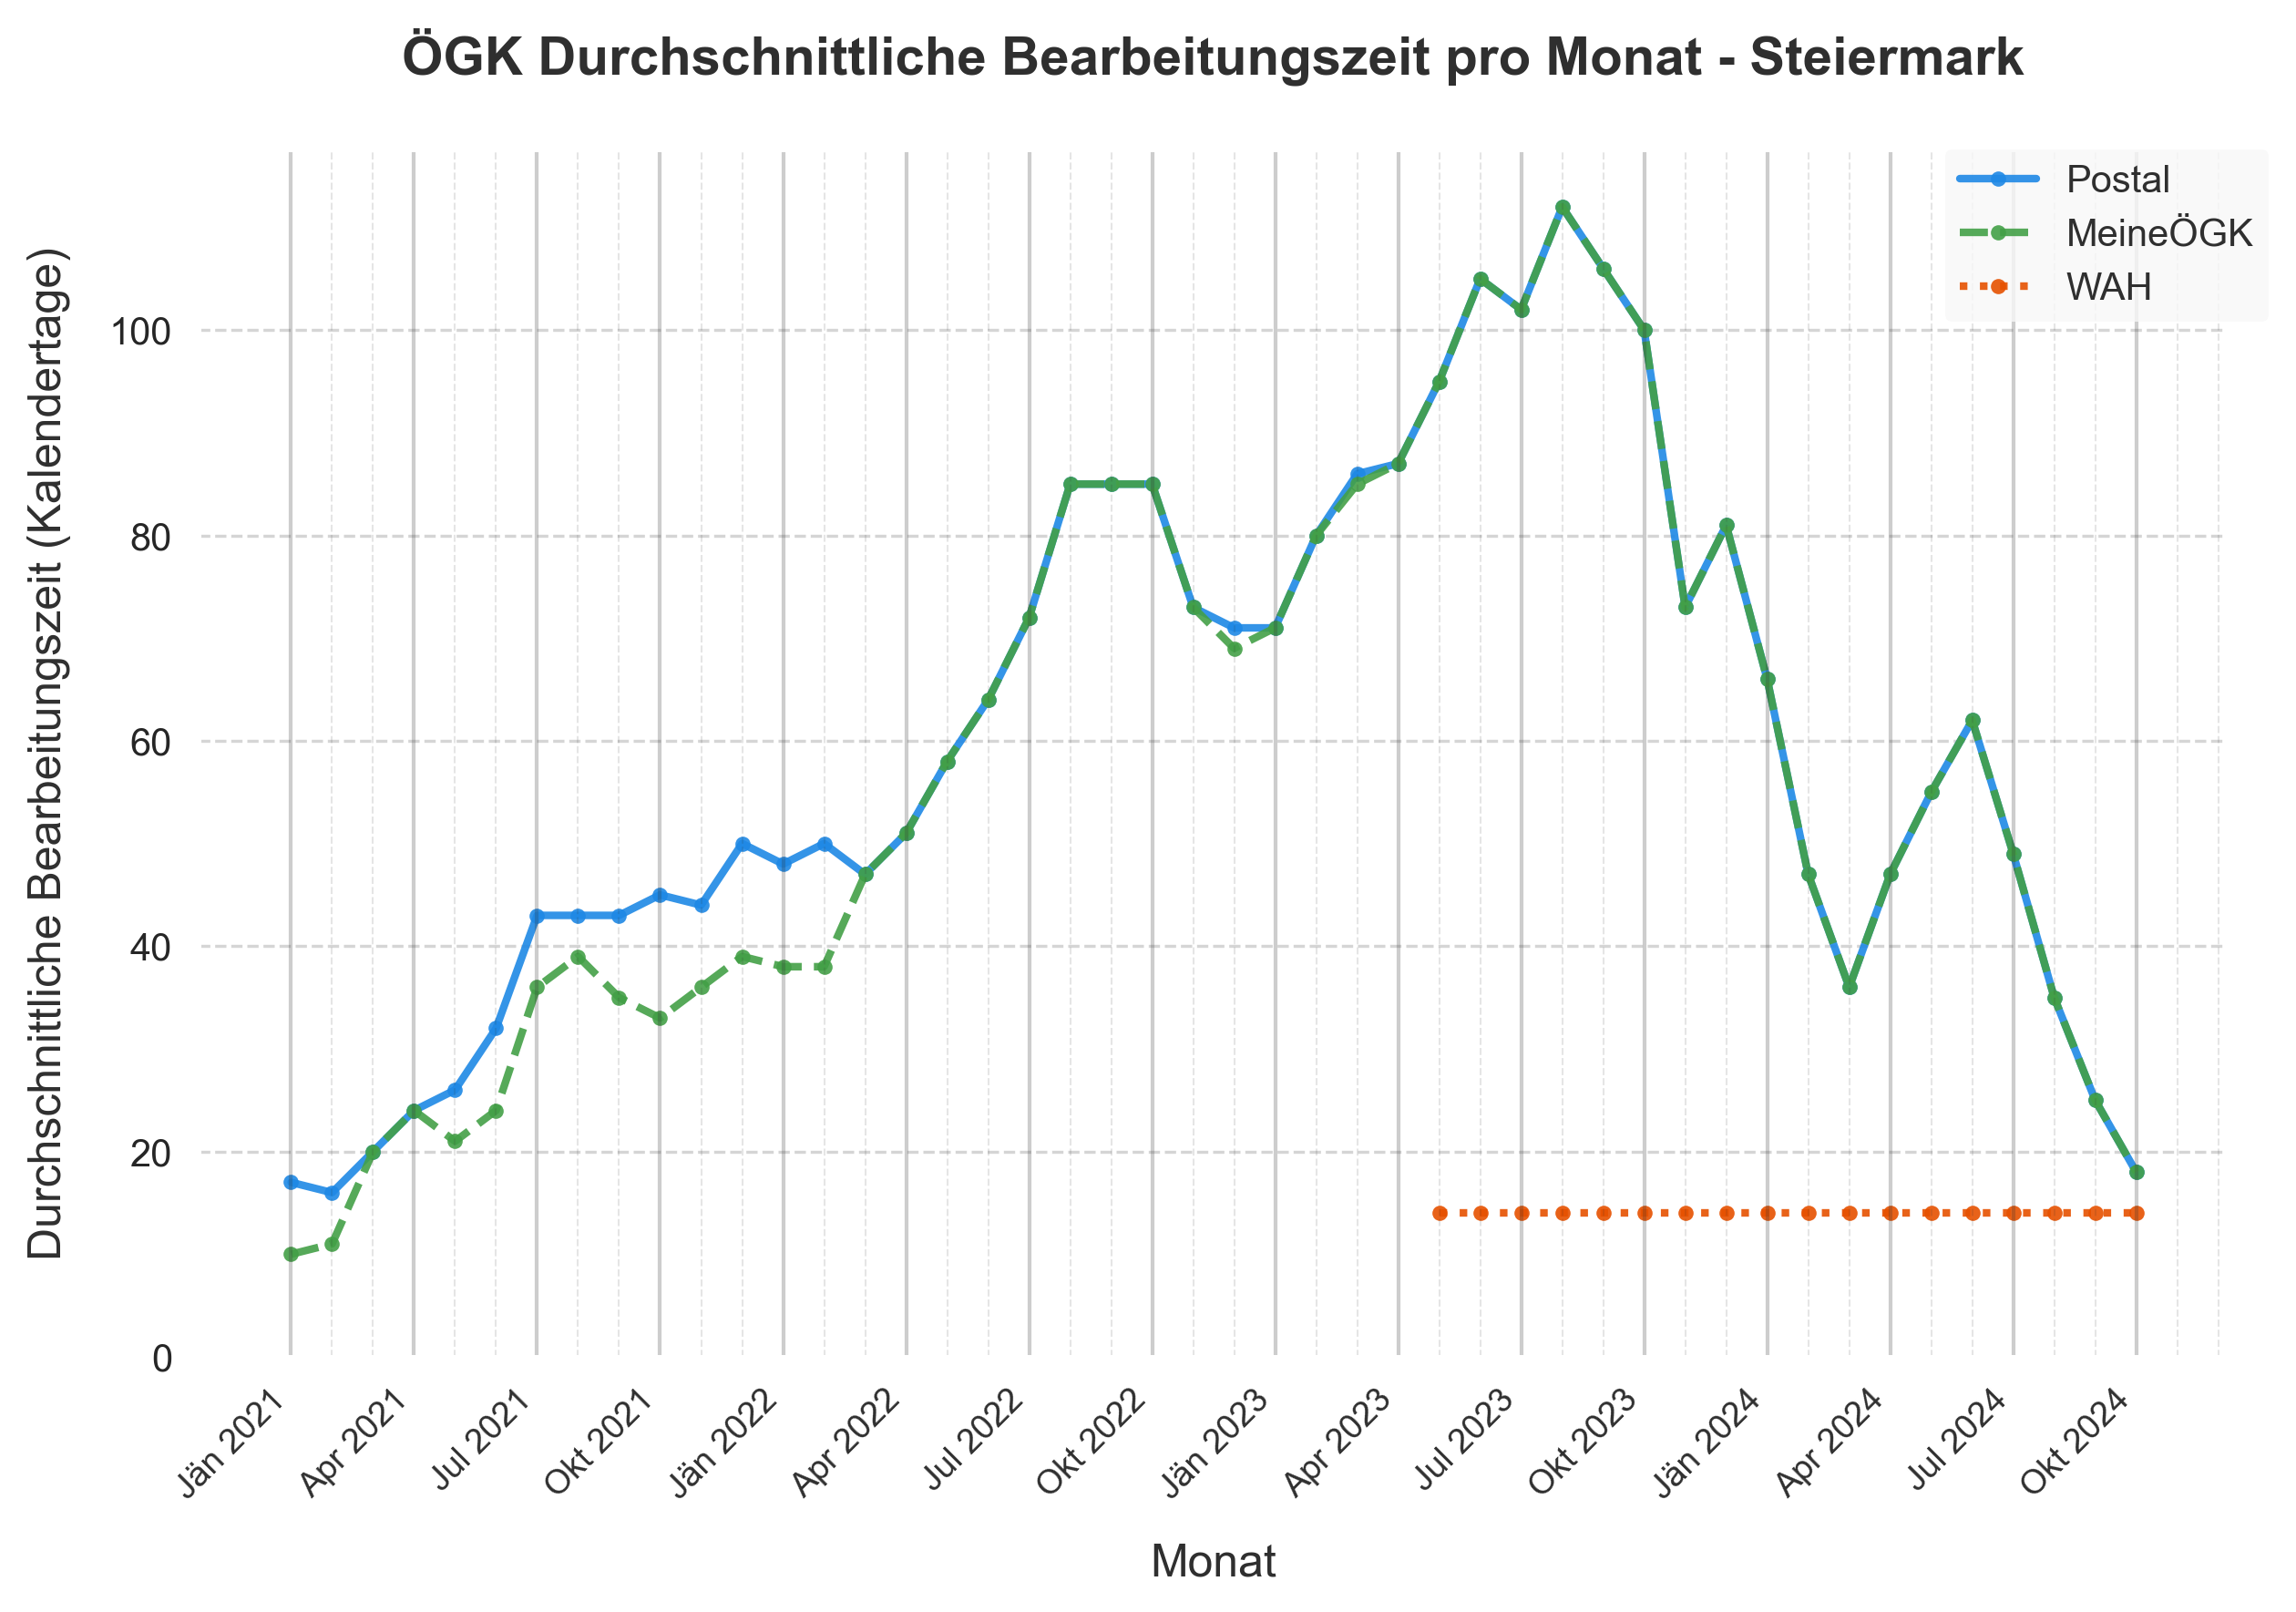 ÖGK Durchschnittliche Bearbeitungszeit pro Monat - Steiermark
Postal
MeineÖGK
WAH
Durchschnittliche Bearbeitungszeit (Kalendertage)
100
80
60
40
20
0
Jän 2021
Apr 2021
Jul 2021
Okt 2021
Jän 2022
Apr 2022
Jul 2022
Okt 2022
Jän 2023
Apr 2023
Jul 2023
Okt 2023
Jän 2024
Apr 2024
Jul 2024
Okt 2024
Monat